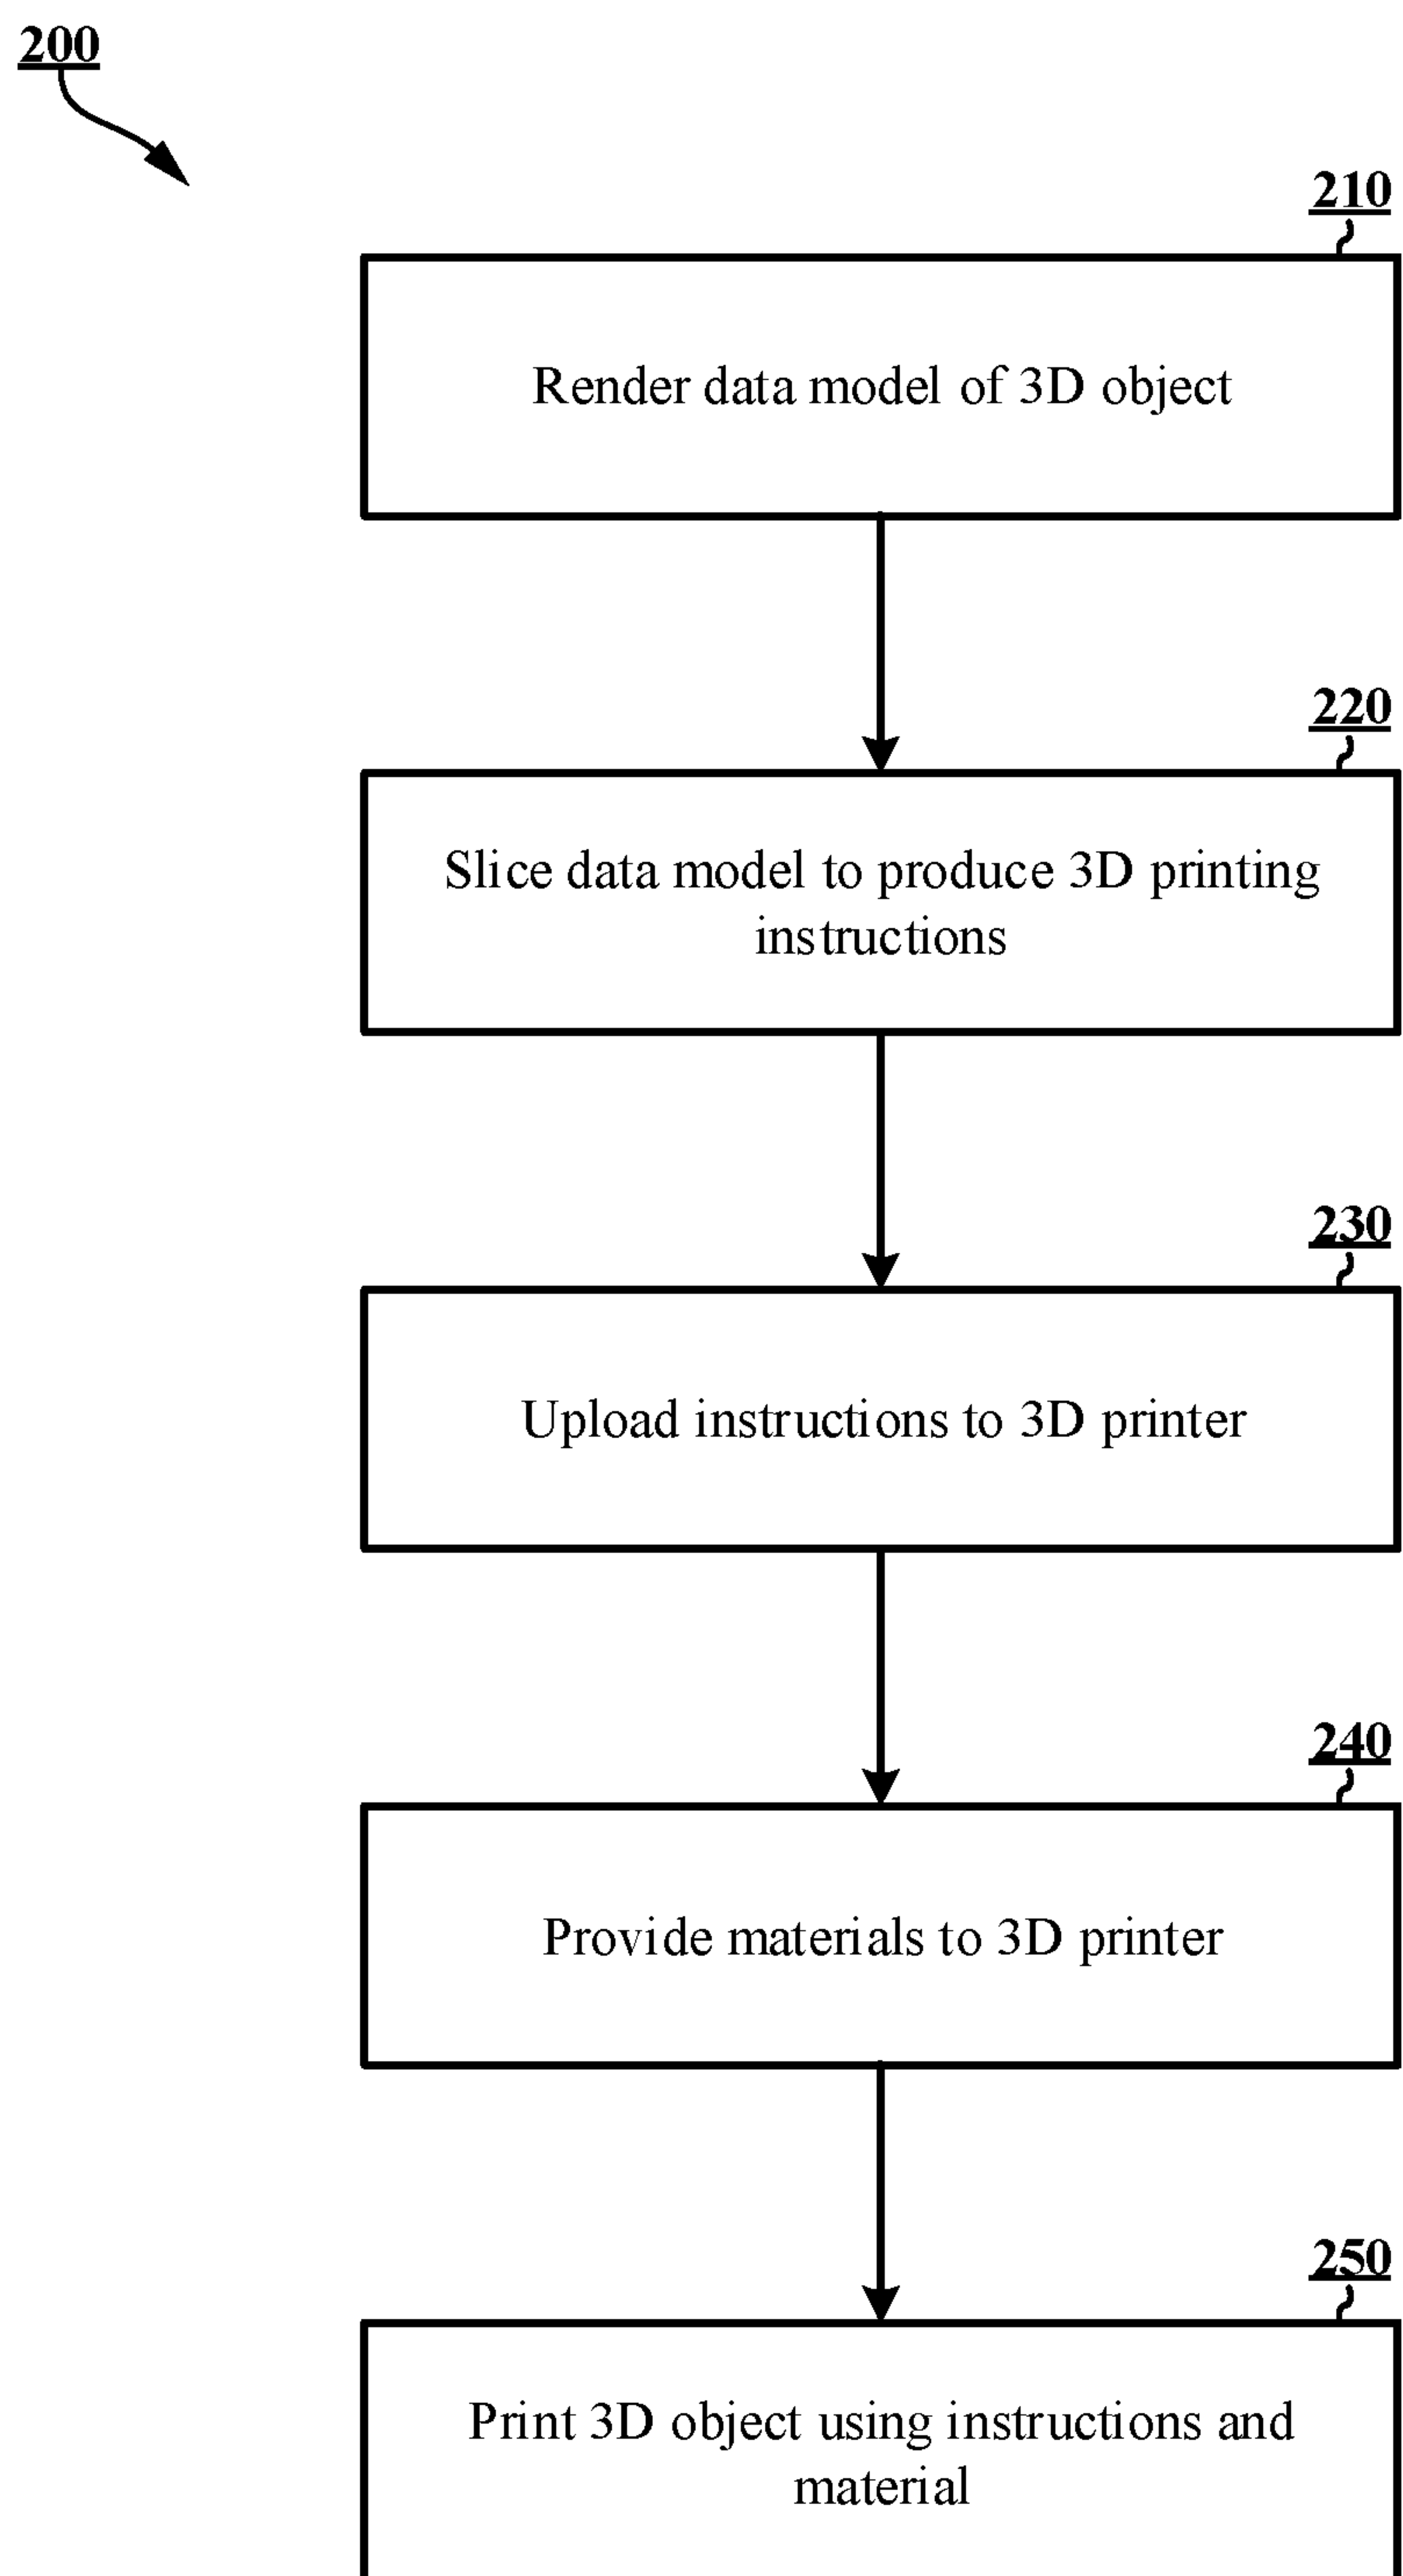 200
210
Render data model of 3D object
220
Slice data model to produce 3D printing
instructions
230
Upload instructions to 3D printer
240
Provide materials to 3D printer
250
Print 3D object using instructions and
material